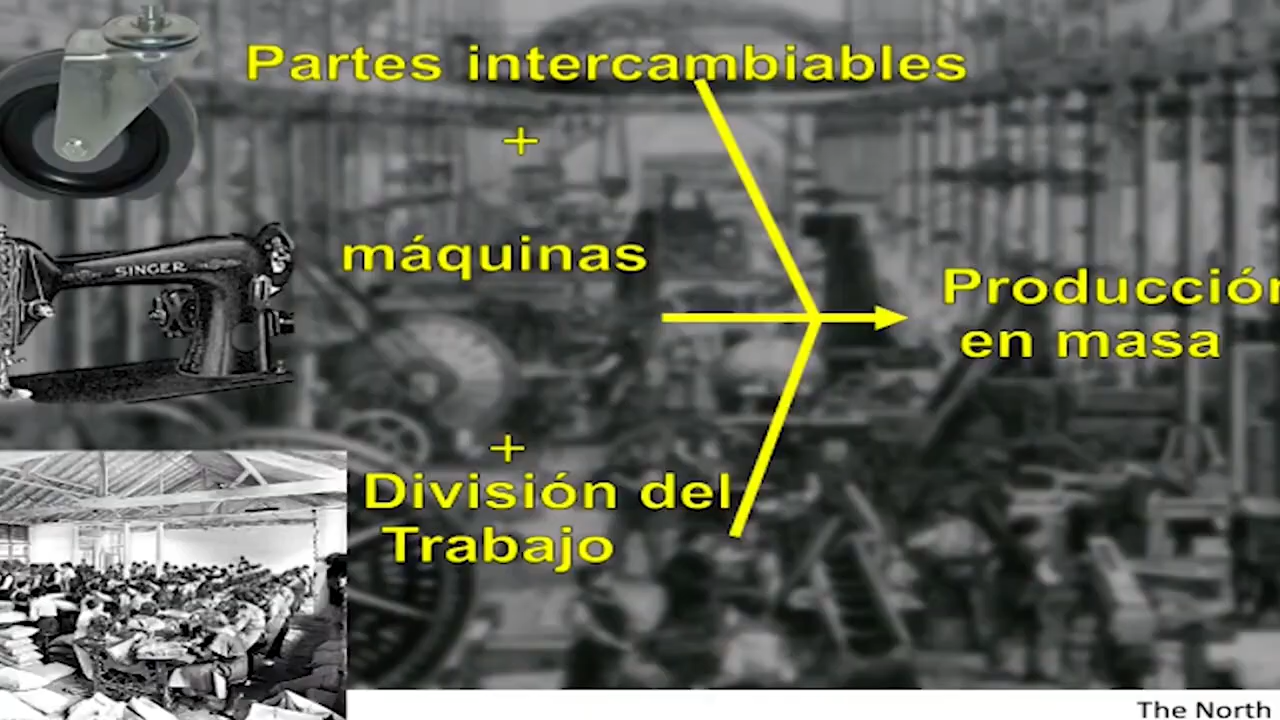 Partes intercambiables
+
máquinas
SINGER
Producción
en masa
+
División del
Trabajo
The North